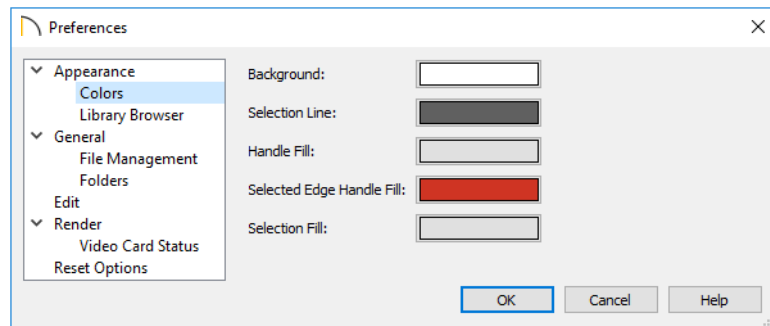 Preferences
Appearance
Colors
Library Browser
General
File Management
Folders
Edit
Render
Video Card Status
Reset Options
Background:
Selection Line:
Handle Fill:
Selected Edge Handle Fill:
Selection Fill:
OK
Cancel
Help